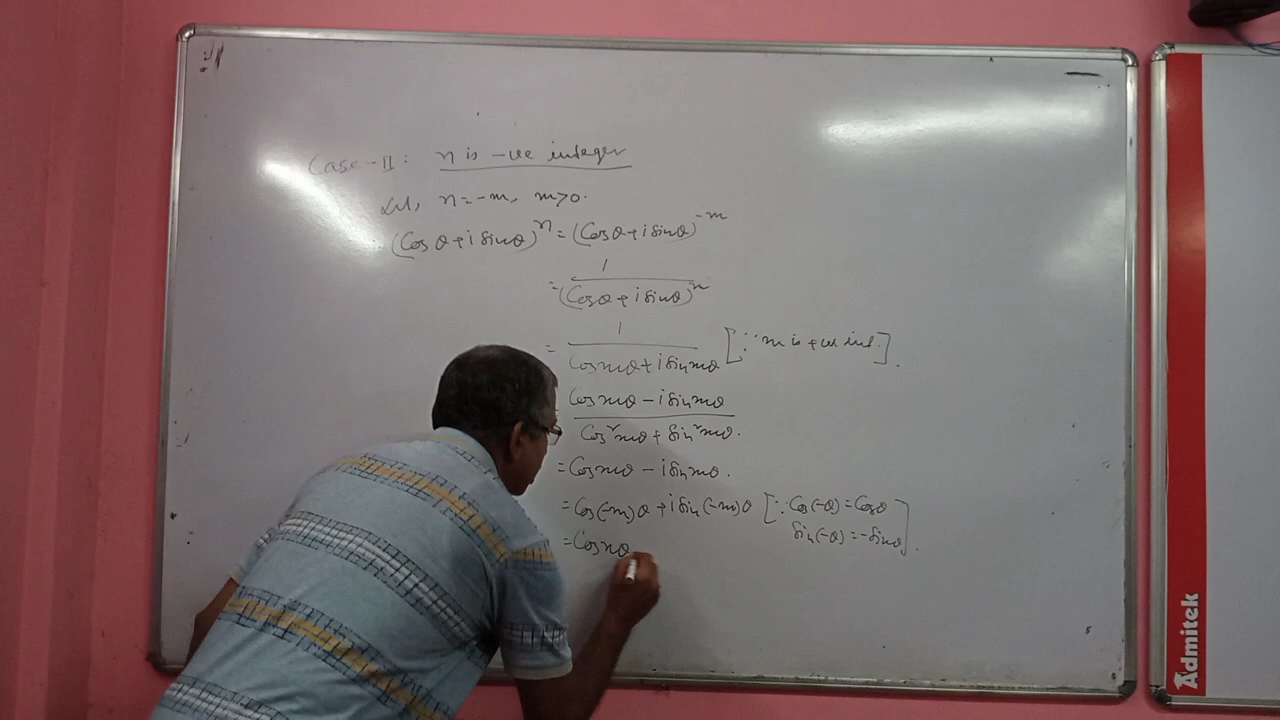 Case-II: n is -ve integer
Let, n=-m, m>0.
(Cos θ+i Sinθ)ⁿ = (Cosθ+i Sinθ)⁻ᵐ
= 1/(Cosθ+i Sinθ)ᵐ
= 1/(Cosmθ+i Sinmθ) [∵ m is +ve int.].
Cosmθ - i Sinmθ
Cos²mθ + Sin²mθ.
= Cosmθ - i Sinmθ.
= Cos(-m)θ + i Sin(-m)θ [∵ Cos(-θ) = Cosθ
Sin(-θ) = -Sinθ].
= Cosnθ
Admitek